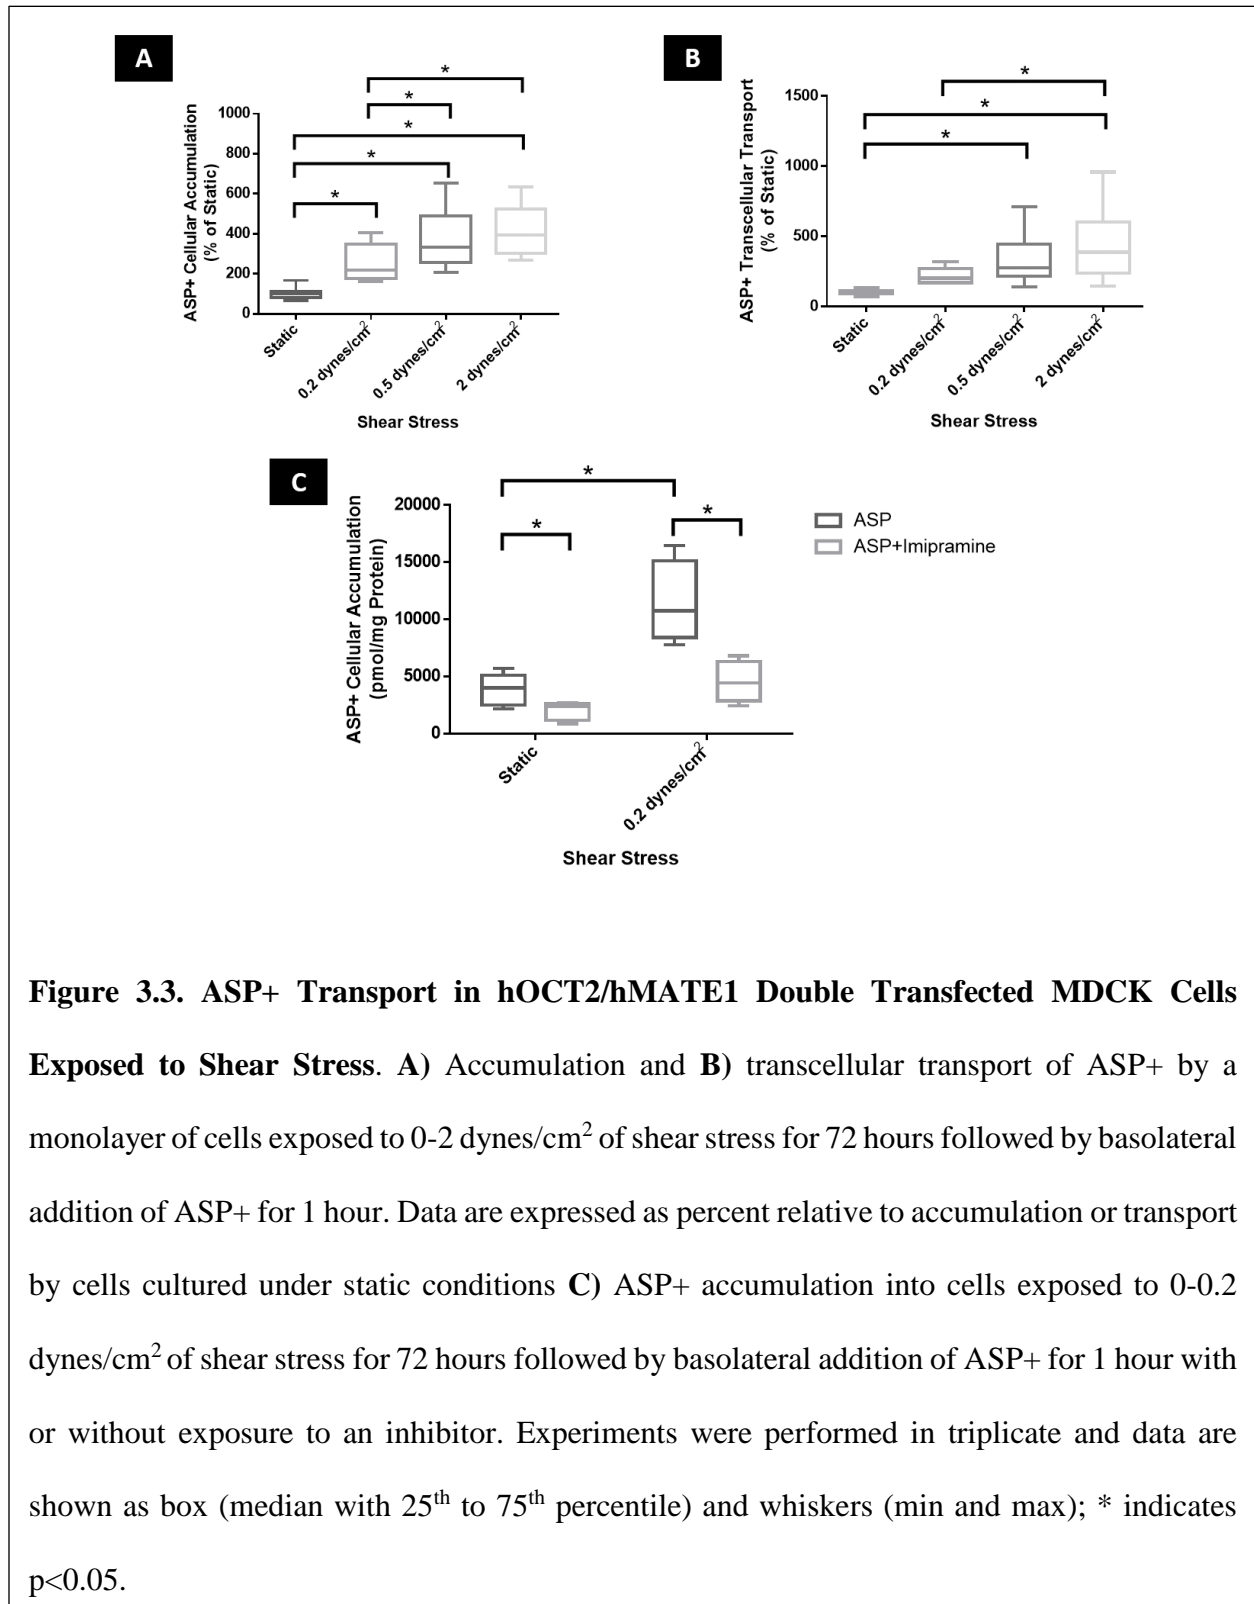 A
ASP+ Cellular Accumulation
(% of Static)
1000
800
600
400
200
0
*
*
*
*
*
Static
0.2 dynes/cm²
0.5 dynes/cm²
2 dynes/cm²
Shear Stress
B
ASP+ Transcellular Transport
(% of Static)
1500
1000
500
0
*
*
*
Static
0.2 dynes/cm²
0.5 dynes/cm²
2 dynes/cm²
Shear Stress
C
ASP+ Cellular Accumulation
(pmol/mg Protein)
20000
15000
10000
5000
0
*
*
*
Static
0.2 dynes/cm²
Shear Stress
ASP
ASP+Imipramine
Figure 3.3. ASP+ Transport in hOCT2/hMATE1 Double Transfected MDCK Cells
Exposed to Shear Stress. A) Accumulation and B) transcellular transport of ASP+ by a
monolayer of cells exposed to 0-2 dynes/cm² of shear stress for 72 hours followed by basolateral
addition of ASP+ for 1 hour. Data are expressed as percent relative to accumulation or transport
by cells cultured under static conditions C) ASP+ accumulation into cells exposed to 0-0.2
dynes/cm² of shear stress for 72 hours followed by basolateral addition of ASP+ for 1 hour with
or without exposure to an inhibitor. Experiments were performed in triplicate and data are
shown as box (median with 25th to 75th percentile) and whiskers (min and max); * indicates
p<0.05.